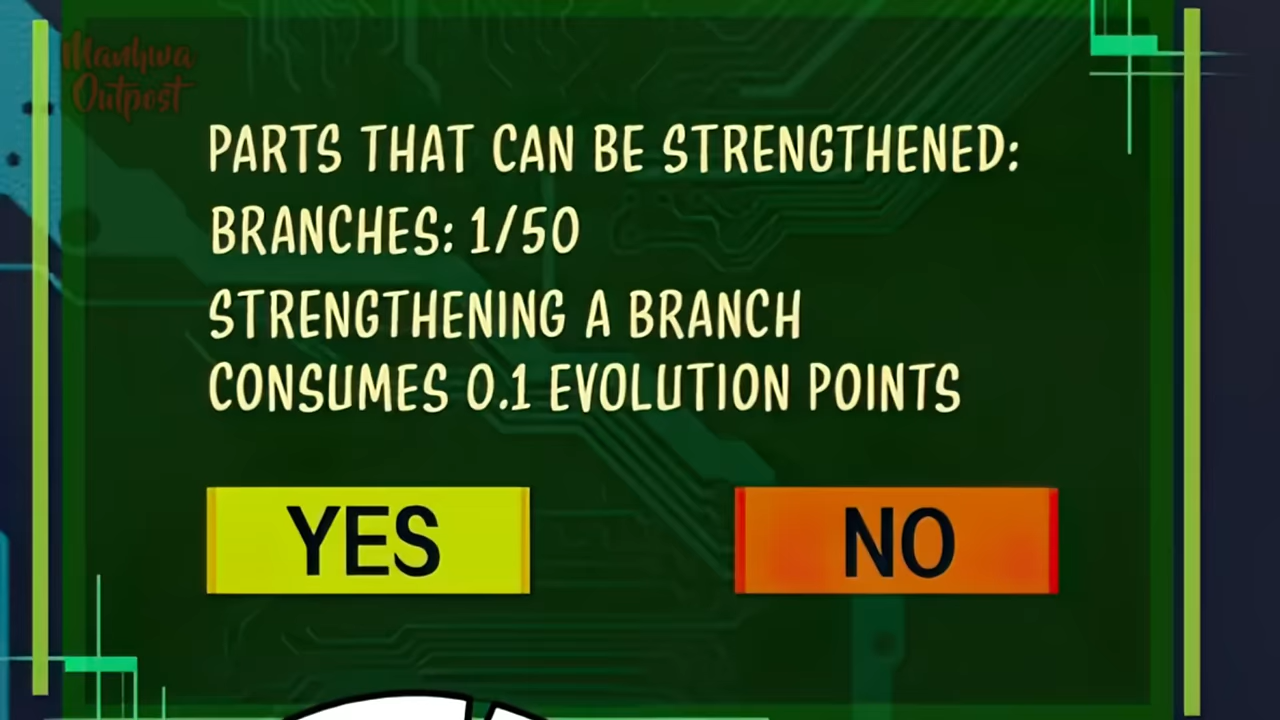 Manhwa
Outpost
PARTS THAT CAN BE STRENGTHENED:
BRANCHES: 1/50
STRENGTHENING A BRANCH
CONSUMES 0.1 EVOLUTION POINTS
YES
NO